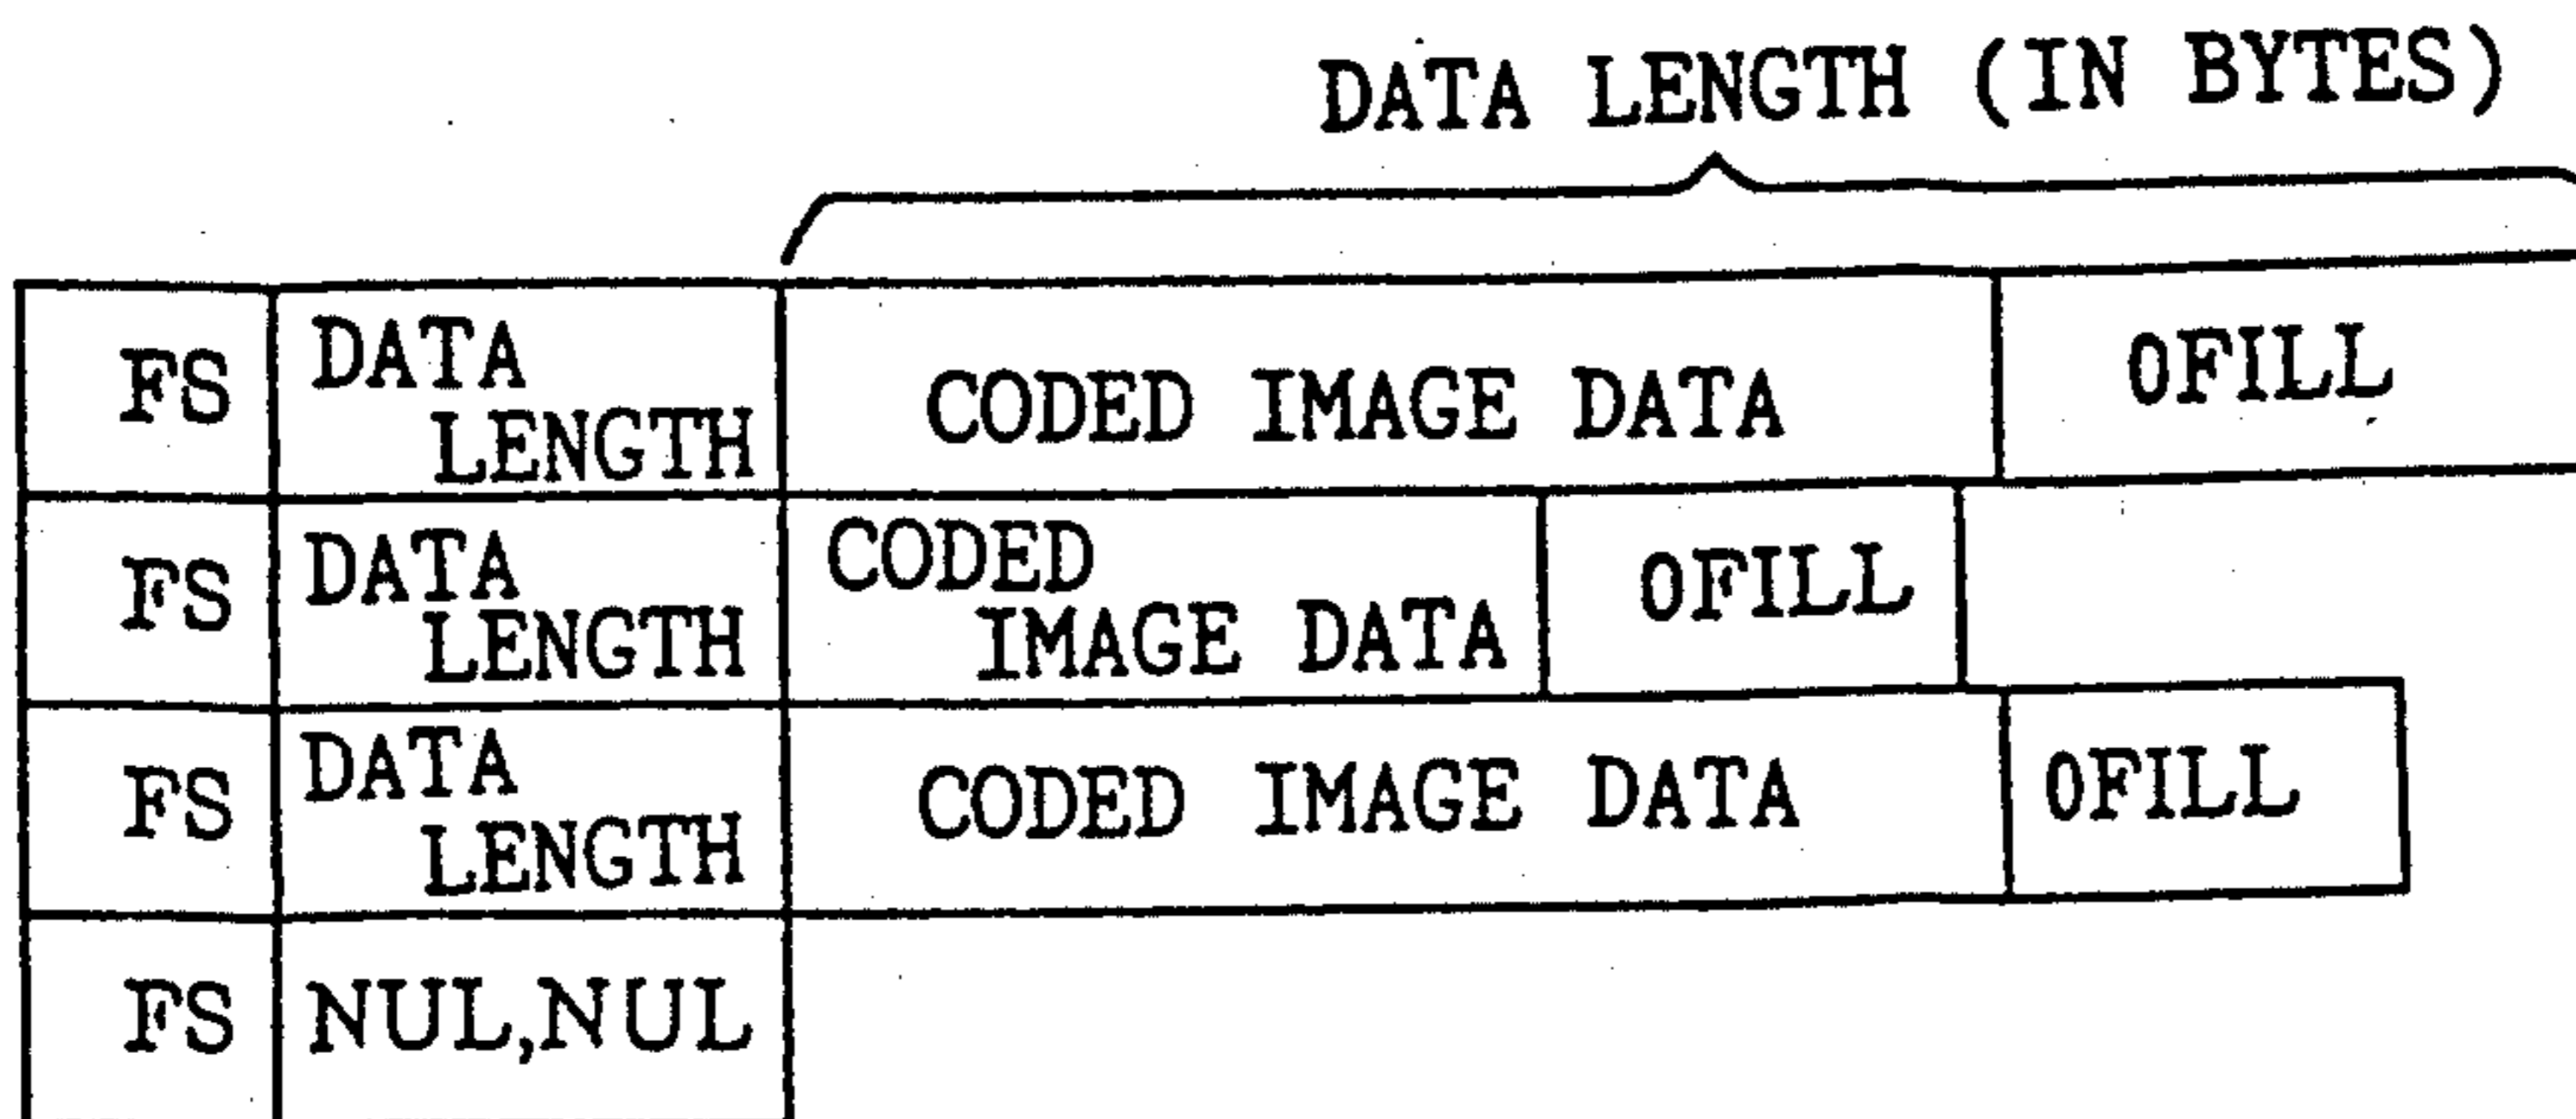 DATA LENGTH (IN BYTES)
FS DATA LENGTH CODED IMAGE DATA 0FILL
FS DATA LENGTH CODED IMAGE DATA 0FILL
FS DATA LENGTH CODED IMAGE DATA 0FILL
FS NUL,NUL